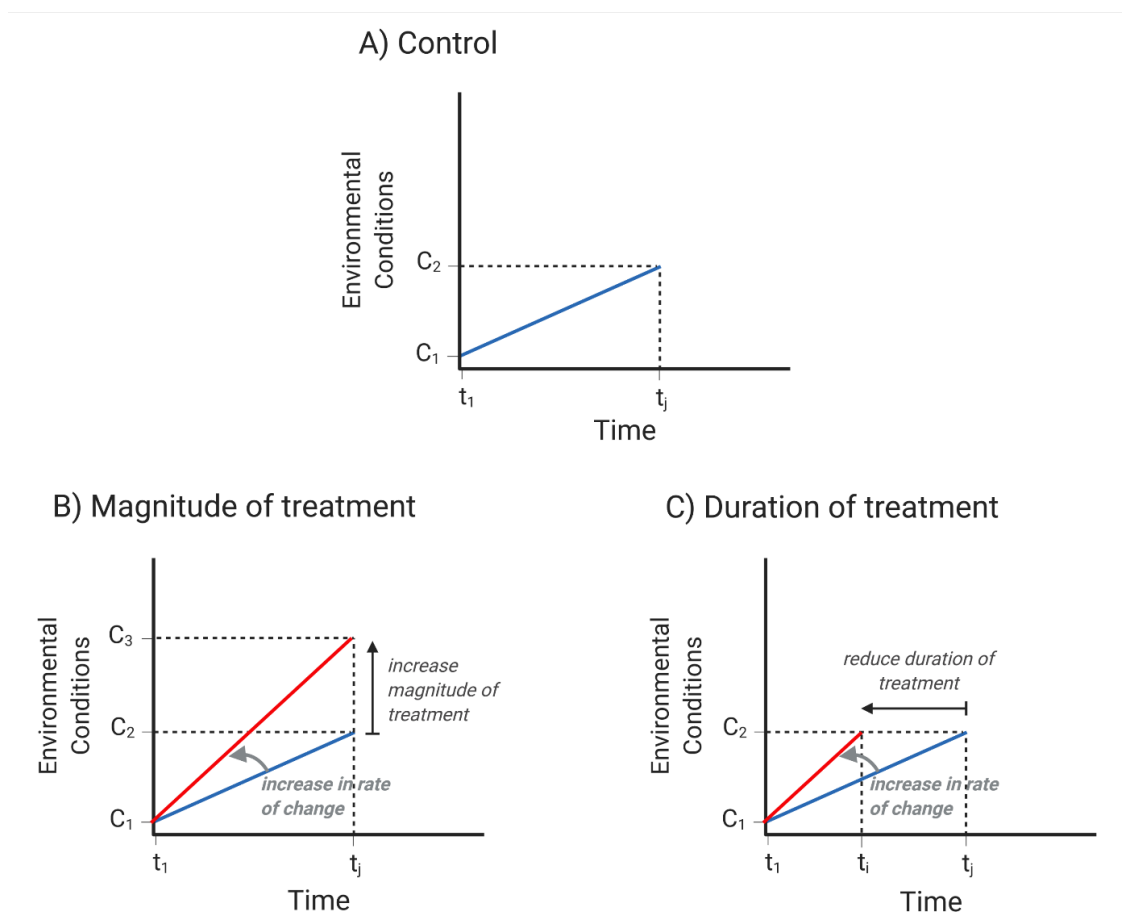 A) Control
Environmental
Conditions
C₂
C₁
t₁
tⱼ
Time
B) Magnitude of treatment
Environmental
Conditions
C₃
C₂
C₁
increase
magnitude of
treatment
increase in rate
of change
t₁
tⱼ
Time
C) Duration of treatment
Environmental
Conditions
C₂
C₁
reduce duration of
treatment
increase in rate
of change
t₁
tᵢ
tⱼ
Time